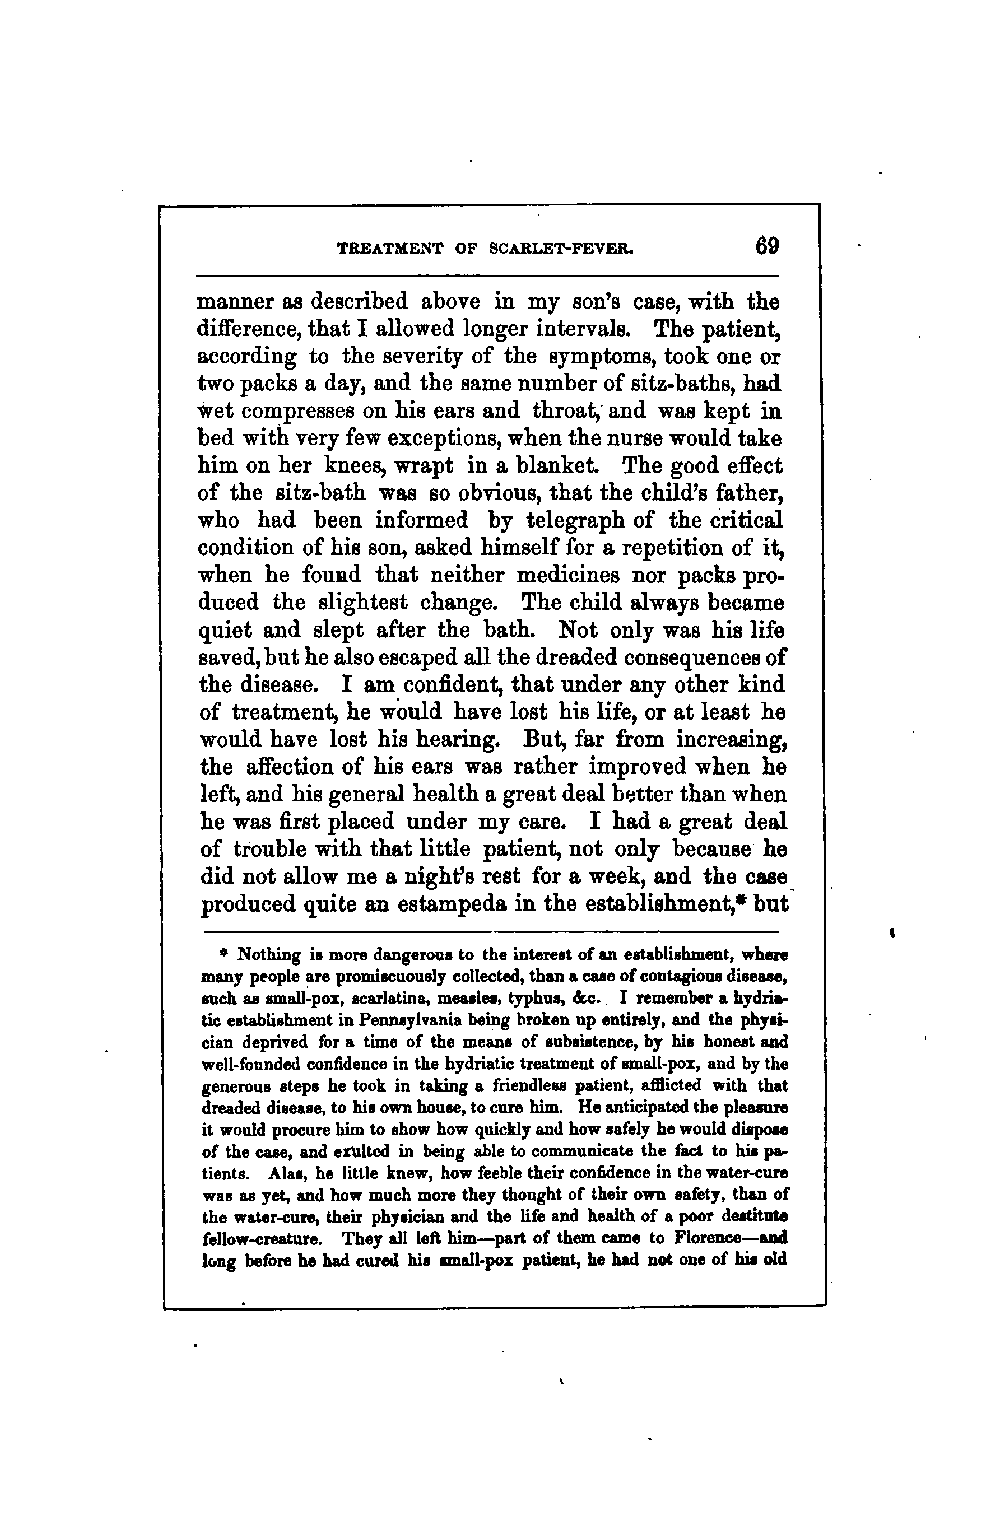 TREATMENT OF SCARLET-FEVER. 69
manner as described above in my son's case, with the
difference, that I allowed longer intervals. The patient,
according to the severity of the symptoms, took one or
two packs a day, and the same number of sitz-baths, had
wet compresses on his ears and throat, and was kept in
bed with very few exceptions, when the nurse would take
him on her knees, wrapt in a blanket. The good effect
of the sitz-bath was so obvious, that the child's father,
who had been informed by telegraph of the critical
condition of his son, asked himself for a repetition of it,
when he found that neither medicines nor packs pro-
duced the slightest change. The child always became
quiet and slept after the bath. Not only was his life
saved, but he also escaped all the dreaded consequences of
the disease. I am confident, that under any other kind
of treatment, he would have lost his life, or at least he
would have lost his hearing. But, far from increasing,
the affection of his ears was rather improved when he
left, and his general health a great deal better than when
he was first placed under my care. I had a great deal
of trouble with that little patient, not only because he
did not allow me a night's rest for a week, and the case
produced quite an estampeda in the establishment,* but
* Nothing is more dangerous to the interest of an establishment, where
many people are promiscuously collected, than a case of contagious disease,
such as small-pox, scarlatina, measles, typhus, &c. I remember a hydria-
tic establishment in Pennsylvania being broken up entirely, and the physi-
cian deprived for a time of the means of subsistence, by his honest and
well-founded confidence in the hydriatic treatment of small-pox, and by the
generous steps he took in taking a friendless patient, afflicted with that
dreaded disease, to his own house, to cure him. He anticipated the pleasure
it would procure him to show how quickly and how safely he would dispose
of the case, and exulted in being able to communicate the fact to his pa-
tients. Alas, he little knew, how feeble their confidence in the water-cure
was as yet, and how much more they thought of their own safety, than of
the water-cure, their physician and the life and health of a poor destitute
fellow-creature. They all left him—part of them came to Florence—and
long before he had cured his small-pox patient, he had not one of his old